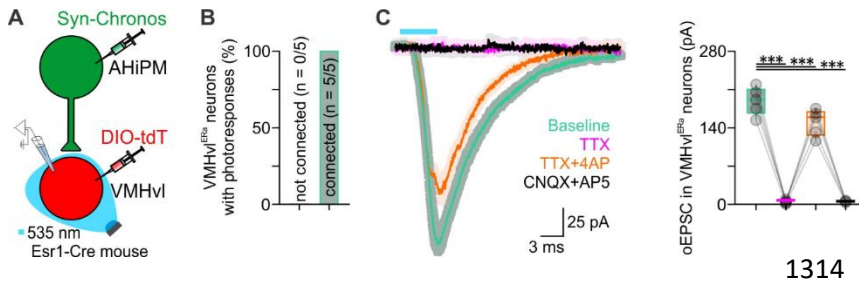 A
Syn-Chronos
AHiPM
DIO-tdT
VMHvl
535 nm
Esr1-Cre mouse
B
VMHvl^ERa neurons
with photoresponses (%)
100
50
0
not connected (n = 0/5)
connected (n = 5/5)
C
Baseline
TTX
TTX+4AP
CNQX+AP5
25 pA
3 ms
oEPSC in VMHvl^ERa neurons (pA)
280
140
0
*** *** ***
1314